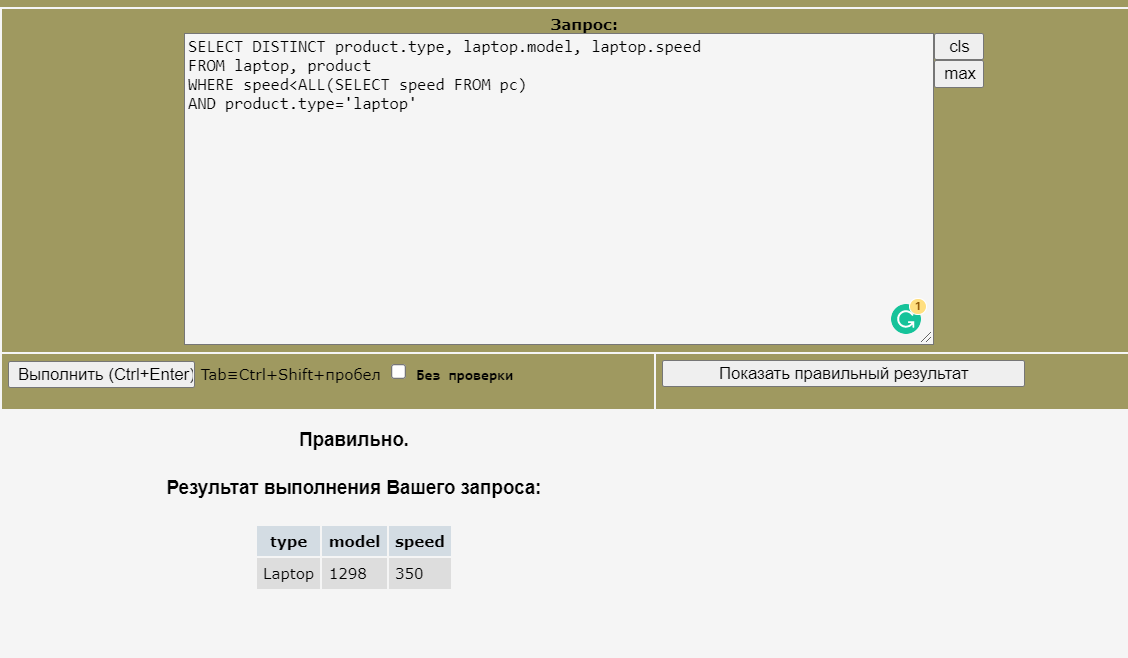 Запрос:
SELECT DISTINCT product.type, laptop.model, laptop.speed
FROM laptop, product
WHERE speed<ALL(SELECT speed FROM pc)
AND product.type='laptop'
cls
max
1
Выполнить (Ctrl+Enter) Tab≡Ctrl+Shift+пробел Без проверки
Показать правильный результат
Правильно.
Результат выполнения Вашего запроса:
type model speed
Laptop 1298 350